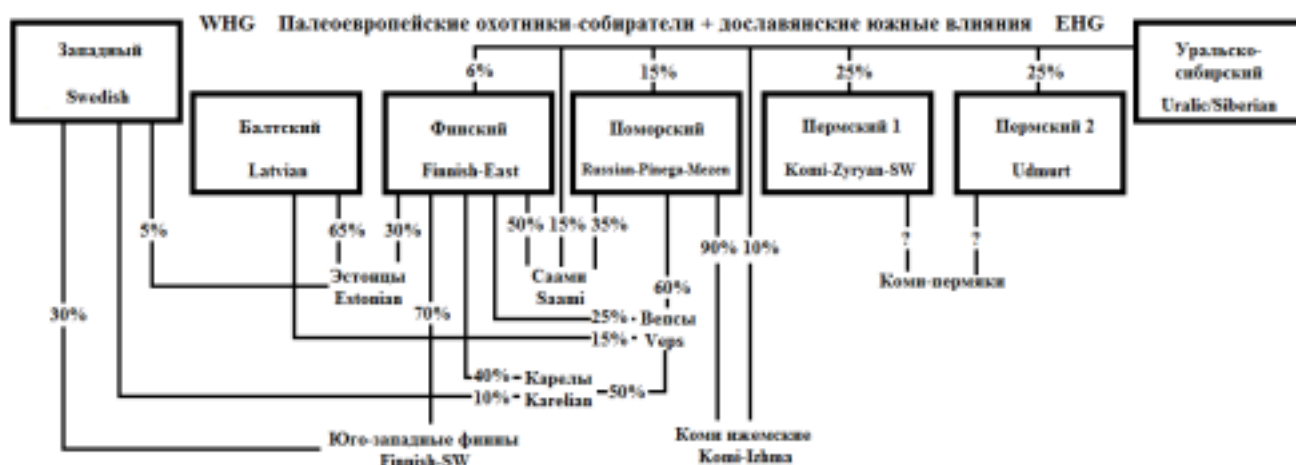 WHG Палеоевропейские охотники-собиратели + дославянские южные влияния EHG
Западный
Swedish
Уральско-
сибирский
Uralic/Siberian
6%
15%
25%
25%
Балтский
Latvian
Финский
Finnish-East
Поморский
Russian-Pinega-Mezen
Пермский 1
Komi-Zyryan-SW
Пермский 2
Udmurt
5%
65%
30%
50%
15%
35%
90%
10%
?
?
Эстонцы
Estonian
Саами
Saami
Коми-пермяки
60%
30%
70%
25%
Вепсы
15%
Veps
40%
Карелы
50%
10%
Karelian
Юго-западные финны
Finnish-SW
Коми ижемские
Komi-Izhma